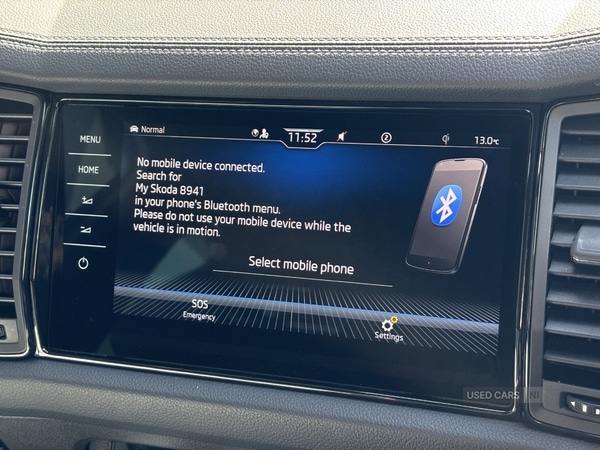 MENU
HOME
Normal
11:52
2
13.0°C
No mobile device connected.
Search for
My Skoda 8941
in your phone's Bluetooth menu.
Please do not use your mobile device while the
vehicle is in motion.
Select mobile phone
SOS
Emergency
Settings
USED CARS NI